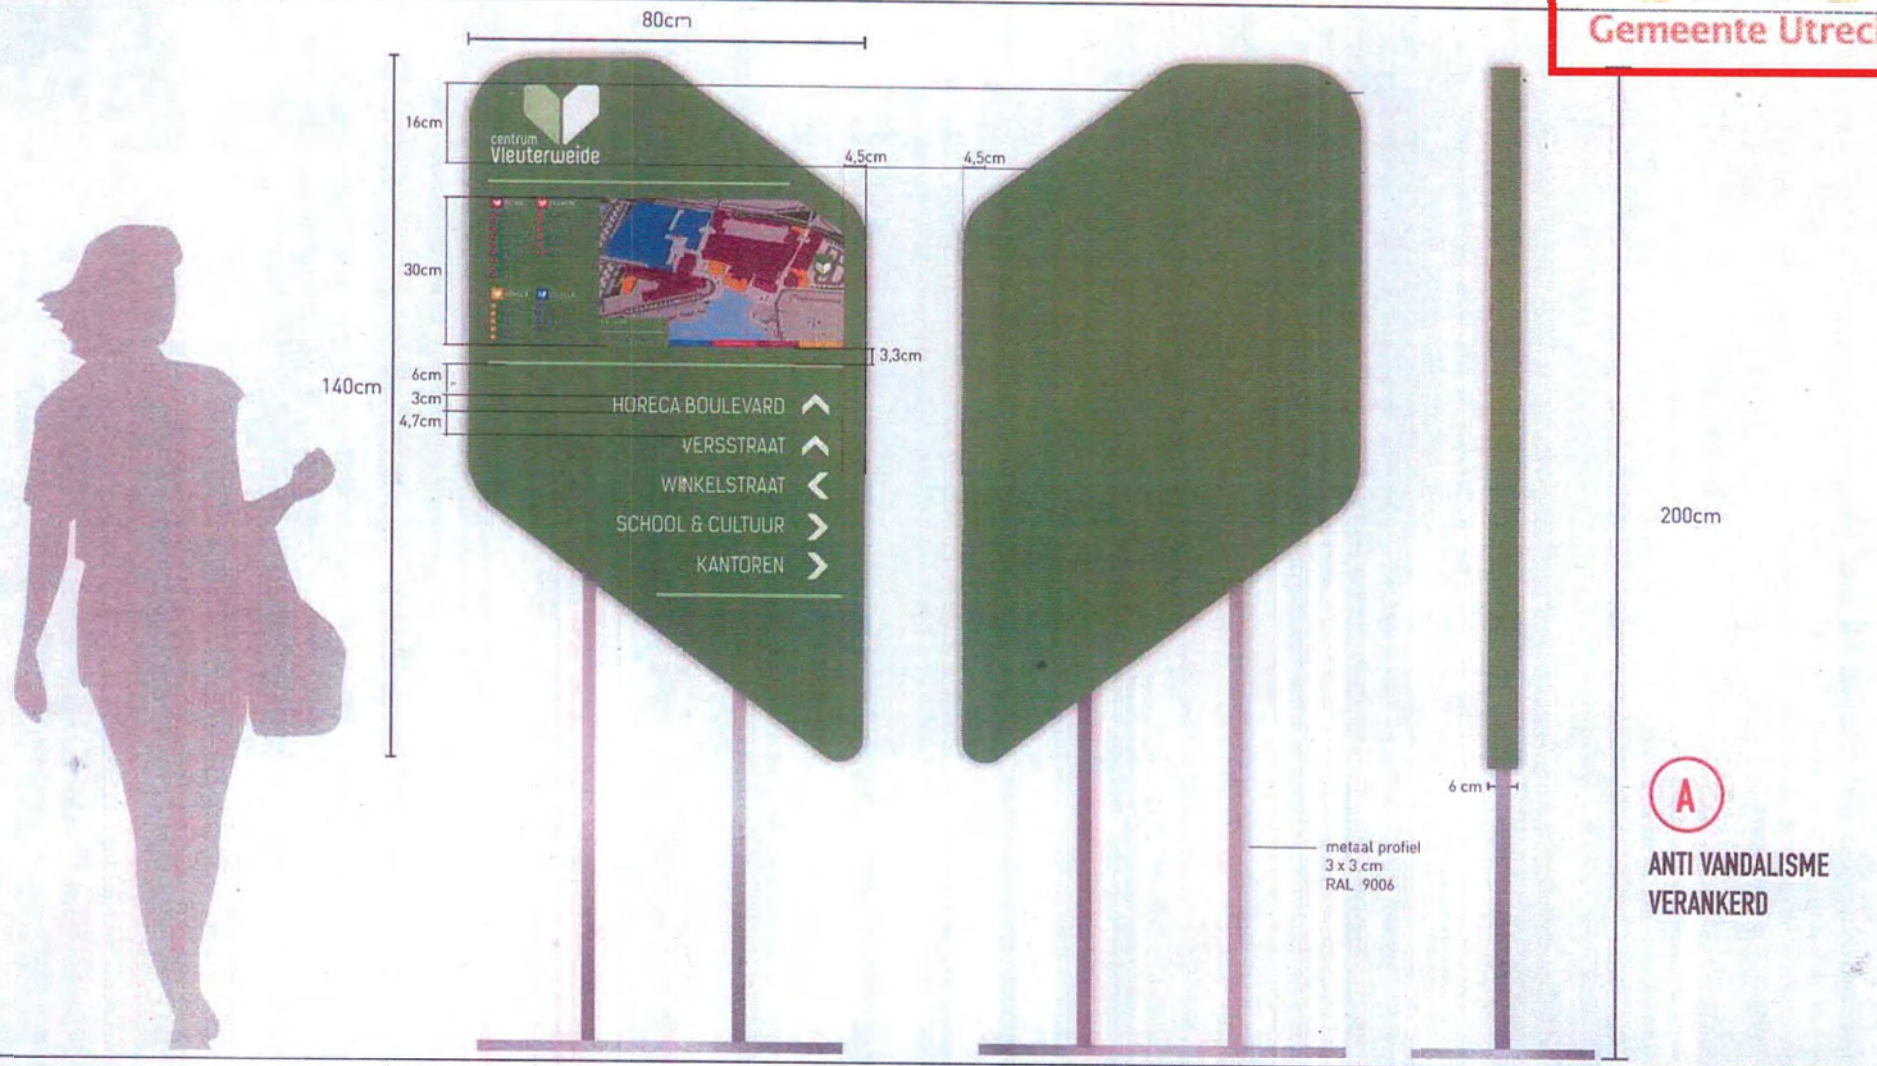 80cm
Gemeente
16cm
centrum
Vleuterweide
4,5cm
4,5cm
30cm
3,3cm
140cm
6cm
3cm
4,7cm
HORECA BOULEVARD
VERSSTRAAT
WINKELSTRAAT
SCHOOL & CULTUUR
KANTOREN
200cm
6 cm
A
metaal profiel
3 x 3 cm
RAL 9006
ANTI VANDALISME
VERANKERD